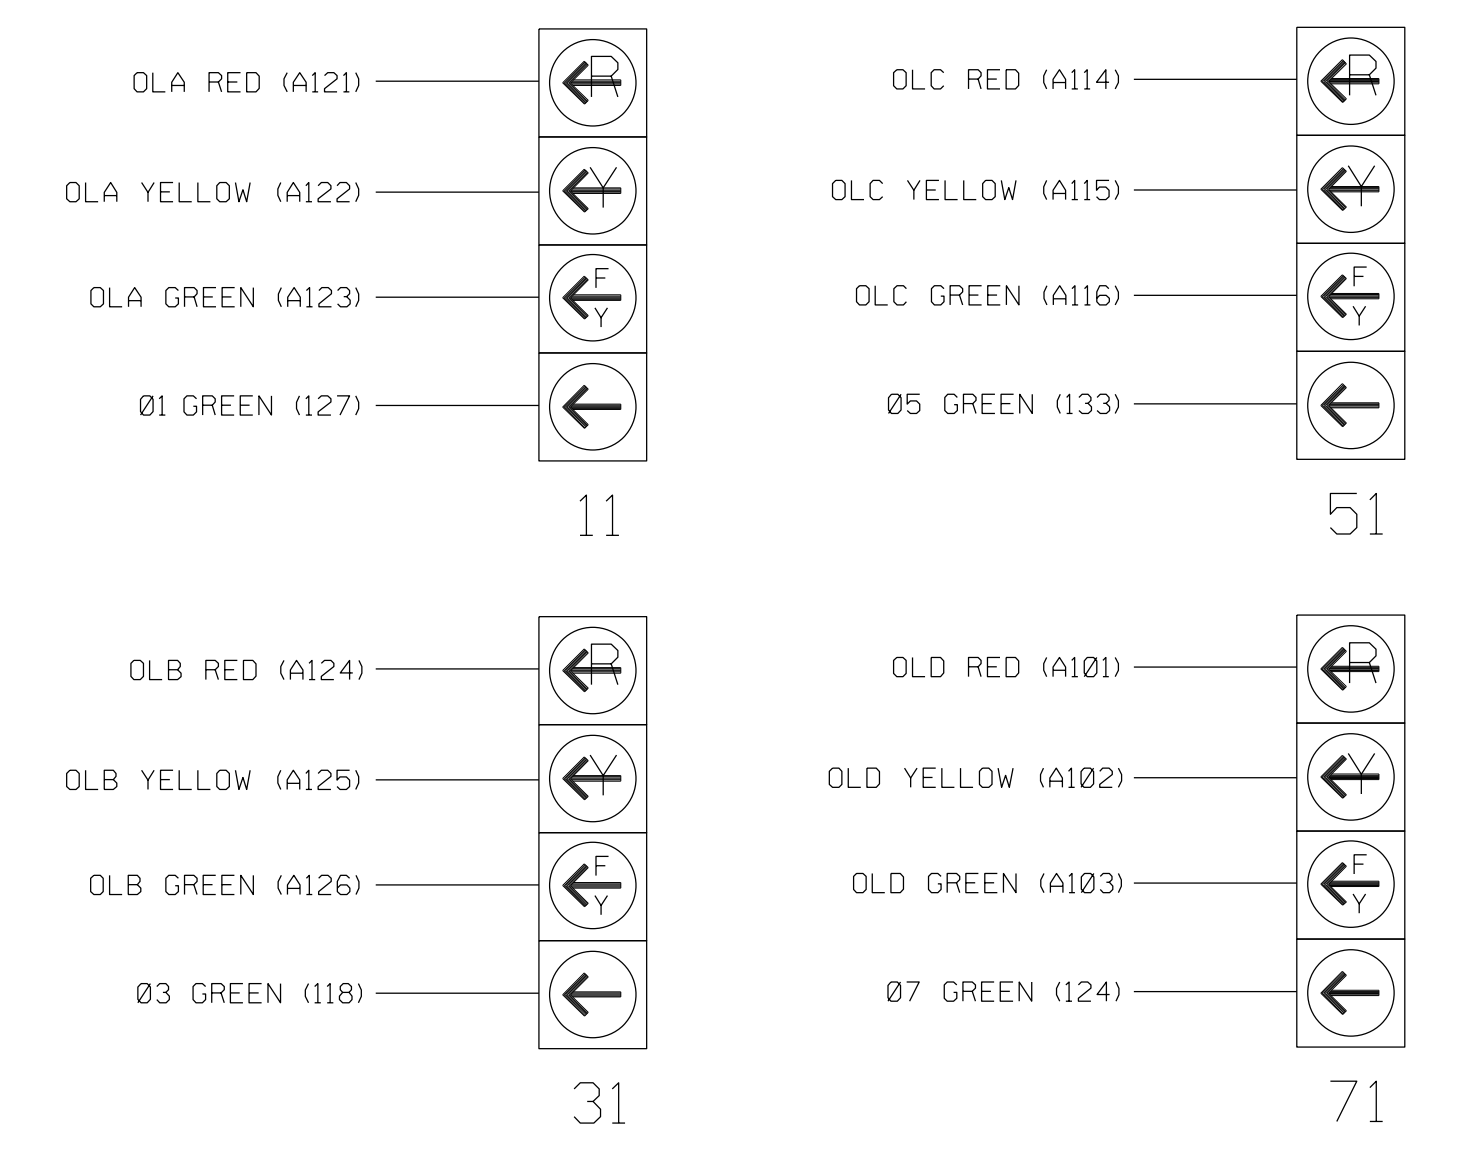 OLA RED (A121)
R
OLA YELLOW (A122)
Y
OLA GREEN (A123)
F
Y
Ø1 GREEN (127)
11
OLC RED (A114)
R
OLC YELLOW (A115)
Y
OLC GREEN (A116)
F
Y
Ø5 GREEN (133)
51
OLB RED (A124)
R
OLB YELLOW (A125)
Y
OLB GREEN (A126)
F
Y
Ø3 GREEN (118)
31
OLD RED (A1Ø1)
R
OLD YELLOW (A1Ø2)
Y
OLD GREEN (A1Ø3)
F
Y
Ø7 GREEN (124)
71